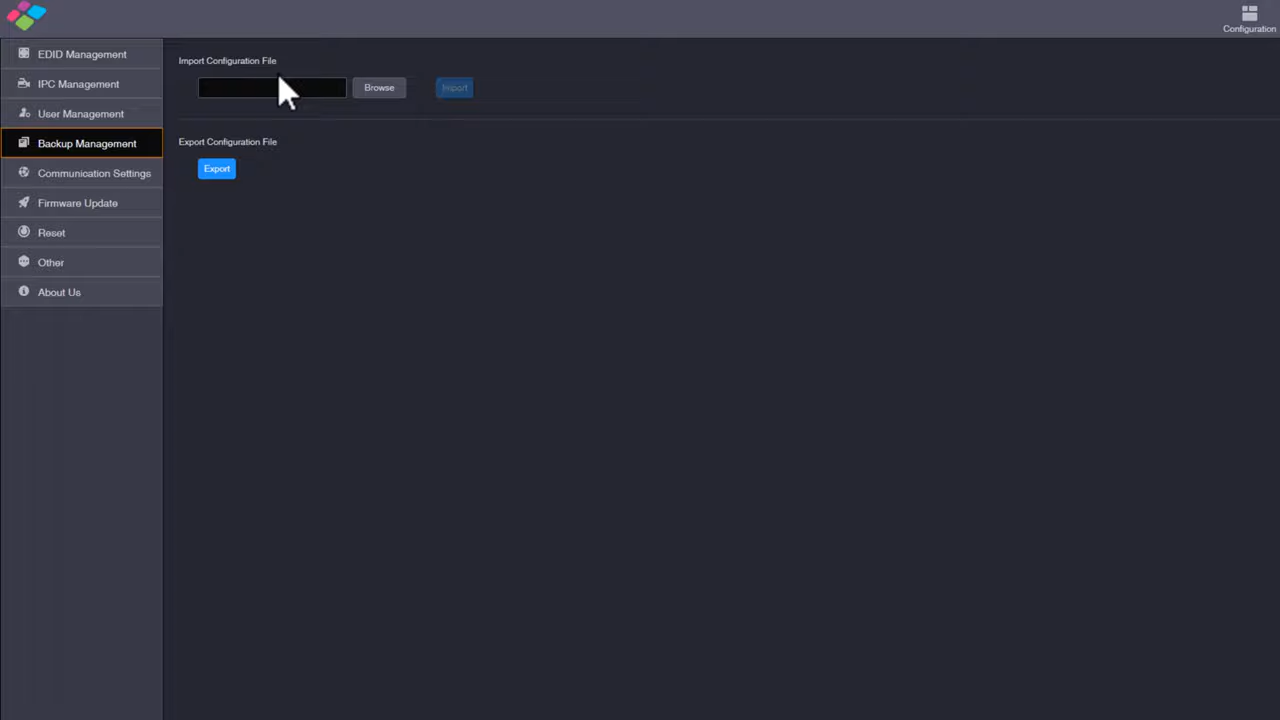 Configuration
EDID Management
IPC Management
User Management
Backup Management
Communication Settings
Firmware Update
Reset
Other
About Us
Import Configuration File
Browse
Import
Export Configuration File
Export